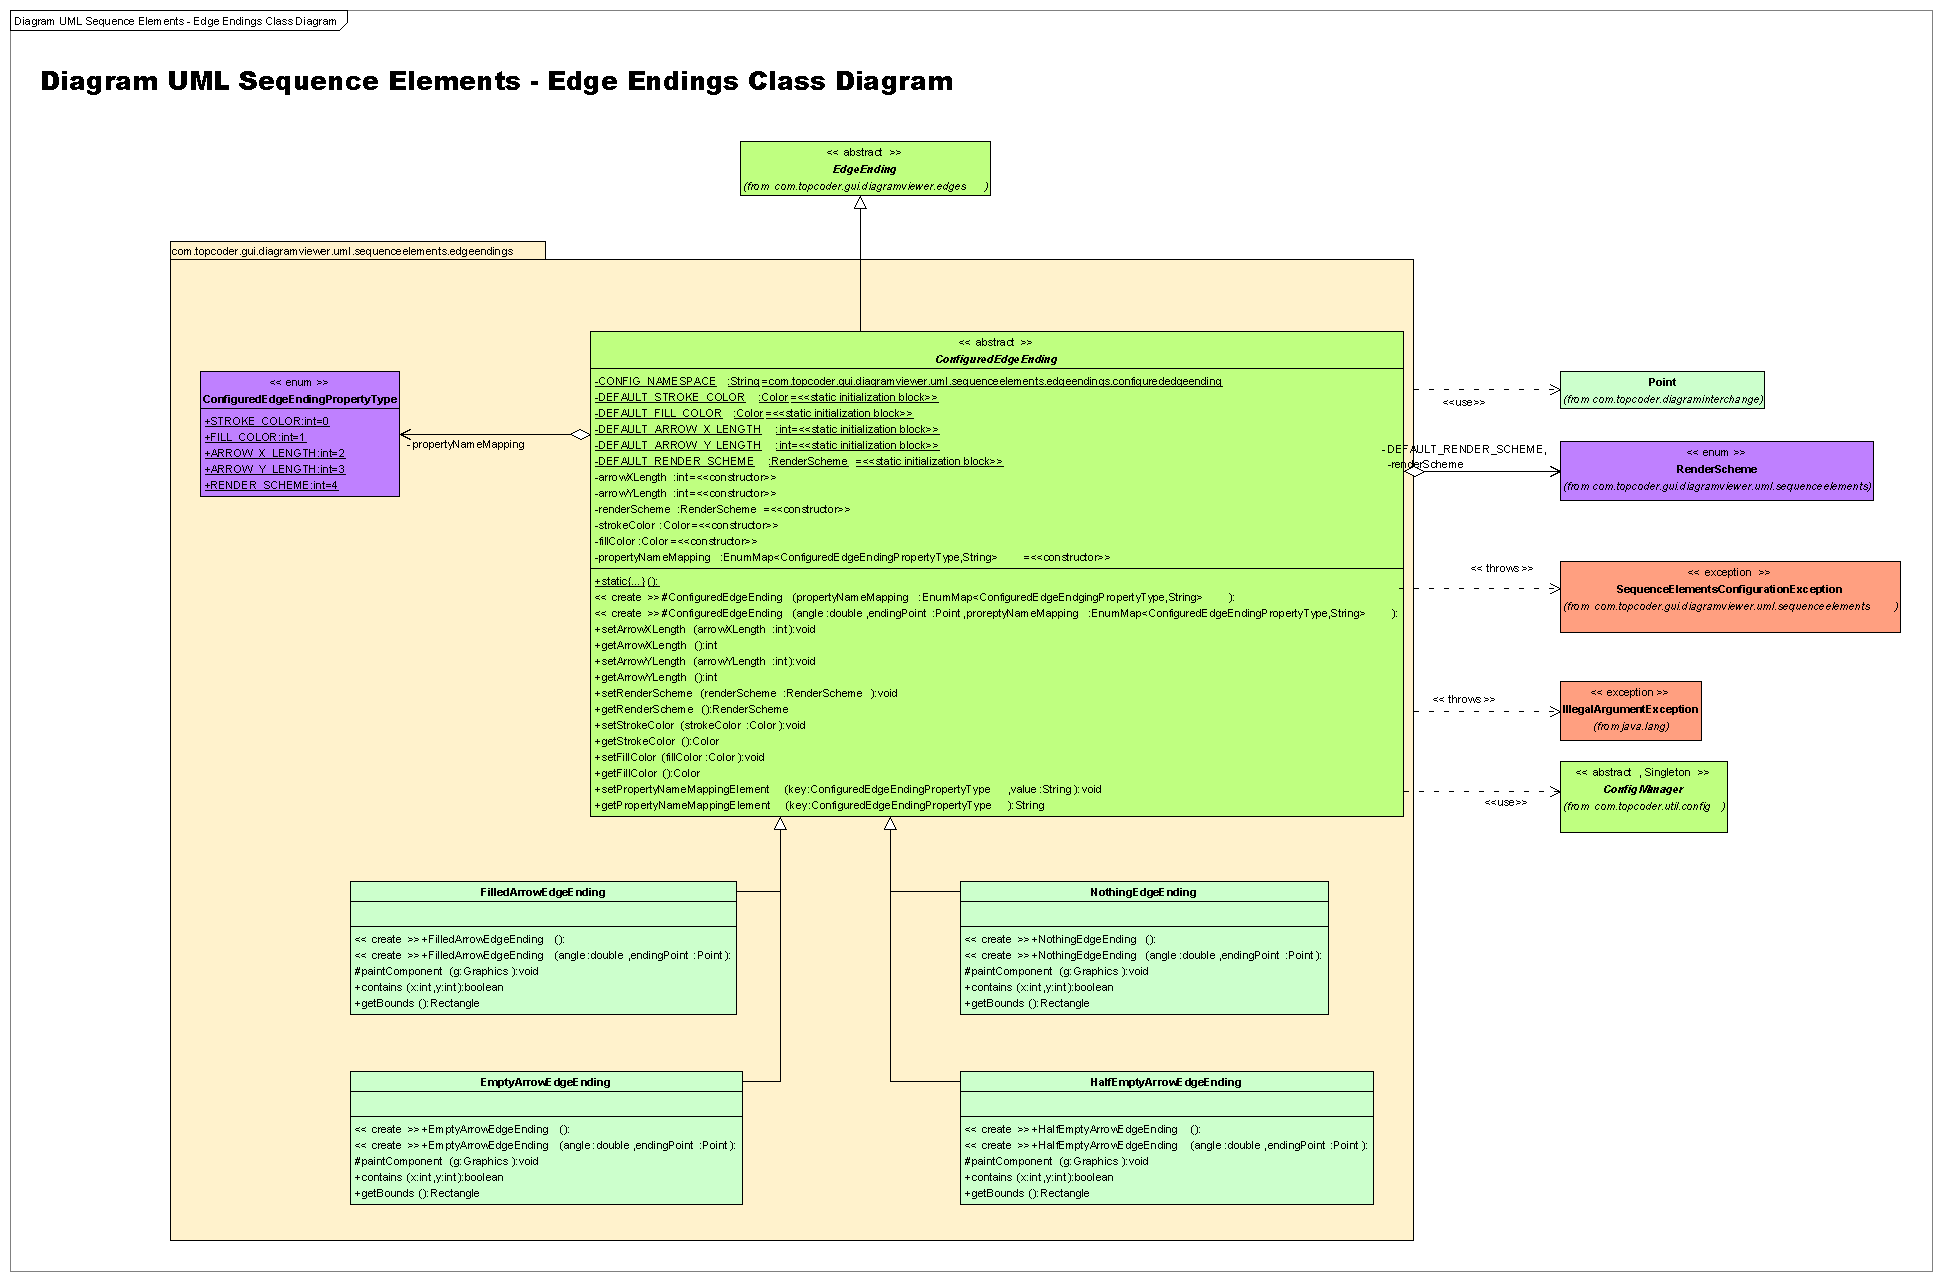 Diagram UML Sequence Elements - Edge Endings Class Diagram
Diagram UML Sequence Elements - Edge Endings Class Diagram
<< abstract >>
EdgeEnding
(from com.topcoder.gui.diagramviewer.edges )
com.topcoder.gui.diagramviewer.uml.sequenceelements.edgeendings
<< abstract >>
ConfiguredEdgeEnding
-CONFIG_NAMESPACE :String=com.topcoder.gui.diagramviewer.uml.sequenceelements.edgeendings.configurededgeending
-DEFAULT_STROKE_COLOR :Color=<<static initialization block>>
-DEFAULT_FILL_COLOR :Color=<<static initialization block>>
-DEFAULT_ARROW_X_LENGTH :int=<<static initialization block>>
-DEFAULT_ARROW_Y_LENGTH :int=<<static initialization block>>
-DEFAULT_RENDER_SCHEME :RenderScheme =<<static initialization block>>
-arrowXLength :int=<<constructor>>
-arrowYLength :int=<<constructor>>
-renderScheme :RenderScheme =<<constructor>>
-strokeColor :Color=<<constructor>>
-fillColor :Color=<<constructor>>
-propertyNameMapping :EnumMap<ConfiguredEdgeEndingPropertyType,String> =<<constructor>>
+static{...}():
<< create >>#ConfiguredEdgeEnding (propertyNameMapping :EnumMap<ConfiguredEdgeEndgingPropertyType,String> ):
<< create >>#ConfiguredEdgeEnding (angle:double,endingPoint :Point,proreptyNameMapping :EnumMap<ConfiguredEdgeEndingPropertyType,String> ):
+setArrowXLength (arrowXLength :int):void
+getArrowXLength ():int
+setArrowYLength (arrowYLength :int):void
+getArrowYLength ():int
+setRenderScheme (renderScheme :RenderScheme ):void
+getRenderScheme ():RenderScheme
+setStrokeColor (strokeColor :Color):void
+getStrokeColor ():Color
+setFillColor (fillColor:Color):void
+getFillColor ():Color
+setPropertyNameMappingElement (key:ConfiguredEdgeEndingPropertyType ,value:String):void
+getPropertyNameMappingElement (key:ConfiguredEdgeEndingPropertyType ):String
<< enum >>
ConfiguredEdgeEndingPropertyType
+STROKE_COLOR:int=0
+FILL_COLOR:int=1
+ARROW_X_LENGTH:int=2
+ARROW_Y_LENGTH:int=3
+RENDER_SCHEME:int=4
-propertyNameMapping
<<use>>
Point
(from com.topcoder.diagraminterchange)
-DEFAULT_RENDER_SCHEME,
-renderScheme
<< enum >>
RenderScheme
(from com.topcoder.gui.diagramviewer.uml.sequenceelements)
<< throws >>
<< exception >>
SequenceElementsConfigurationException
(from com.topcoder.gui.diagramviewer.uml.sequenceelements )
<< throws >>
<< exception >>
IllegalArgumentException
(from java.lang)
<<use>>
<< abstract , Singleton >>
ConfigManager
(from com.topcoder.util.config )
FilledArrowEdgeEnding
<< create >>+FilledArrowEdgeEnding ():
<< create >>+FilledArrowEdgeEnding (angle:double,endingPoint :Point):
#paintComponent (g:Graphics):void
+contains (x:int,y:int):boolean
+getBounds ():Rectangle
NothingEdgeEnding
<< create >>+NothingEdgeEnding ():
<< create >>+NothingEdgeEnding (angle:double,endingPoint :Point):
#paintComponent (g:Graphics):void
+contains (x:int,y:int):boolean
+getBounds ():Rectangle
EmptyArrowEdgeEnding
<< create >>+EmptyArrowEdgeEnding ():
<< create >>+EmptyArrowEdgeEnding (angle:double,endingPoint :Point):
#paintComponent (g:Graphics):void
+contains (x:int,y:int):boolean
+getBounds ():Rectangle
HalfEmptyArrowEdgeEnding
<< create >>+HalfEmptyArrowEdgeEnding ():
<< create >>+HalfEmptyArrowEdgeEnding (angle:double,endingPoint :Point):
#paintComponent (g:Graphics):void
+contains (x:int,y:int):boolean
+getBounds ():Rectangle